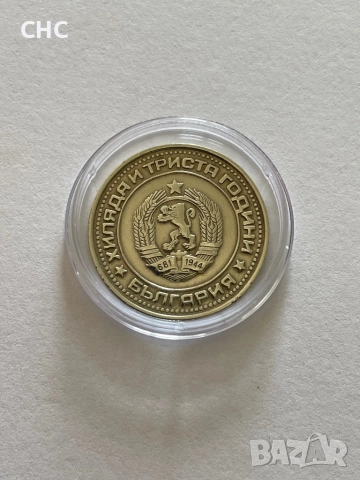 CHC
ХИЛЯДА И ТРИСТА ГОДИНИ
681 1944
БЪЛГАРИЯ
BAZAR